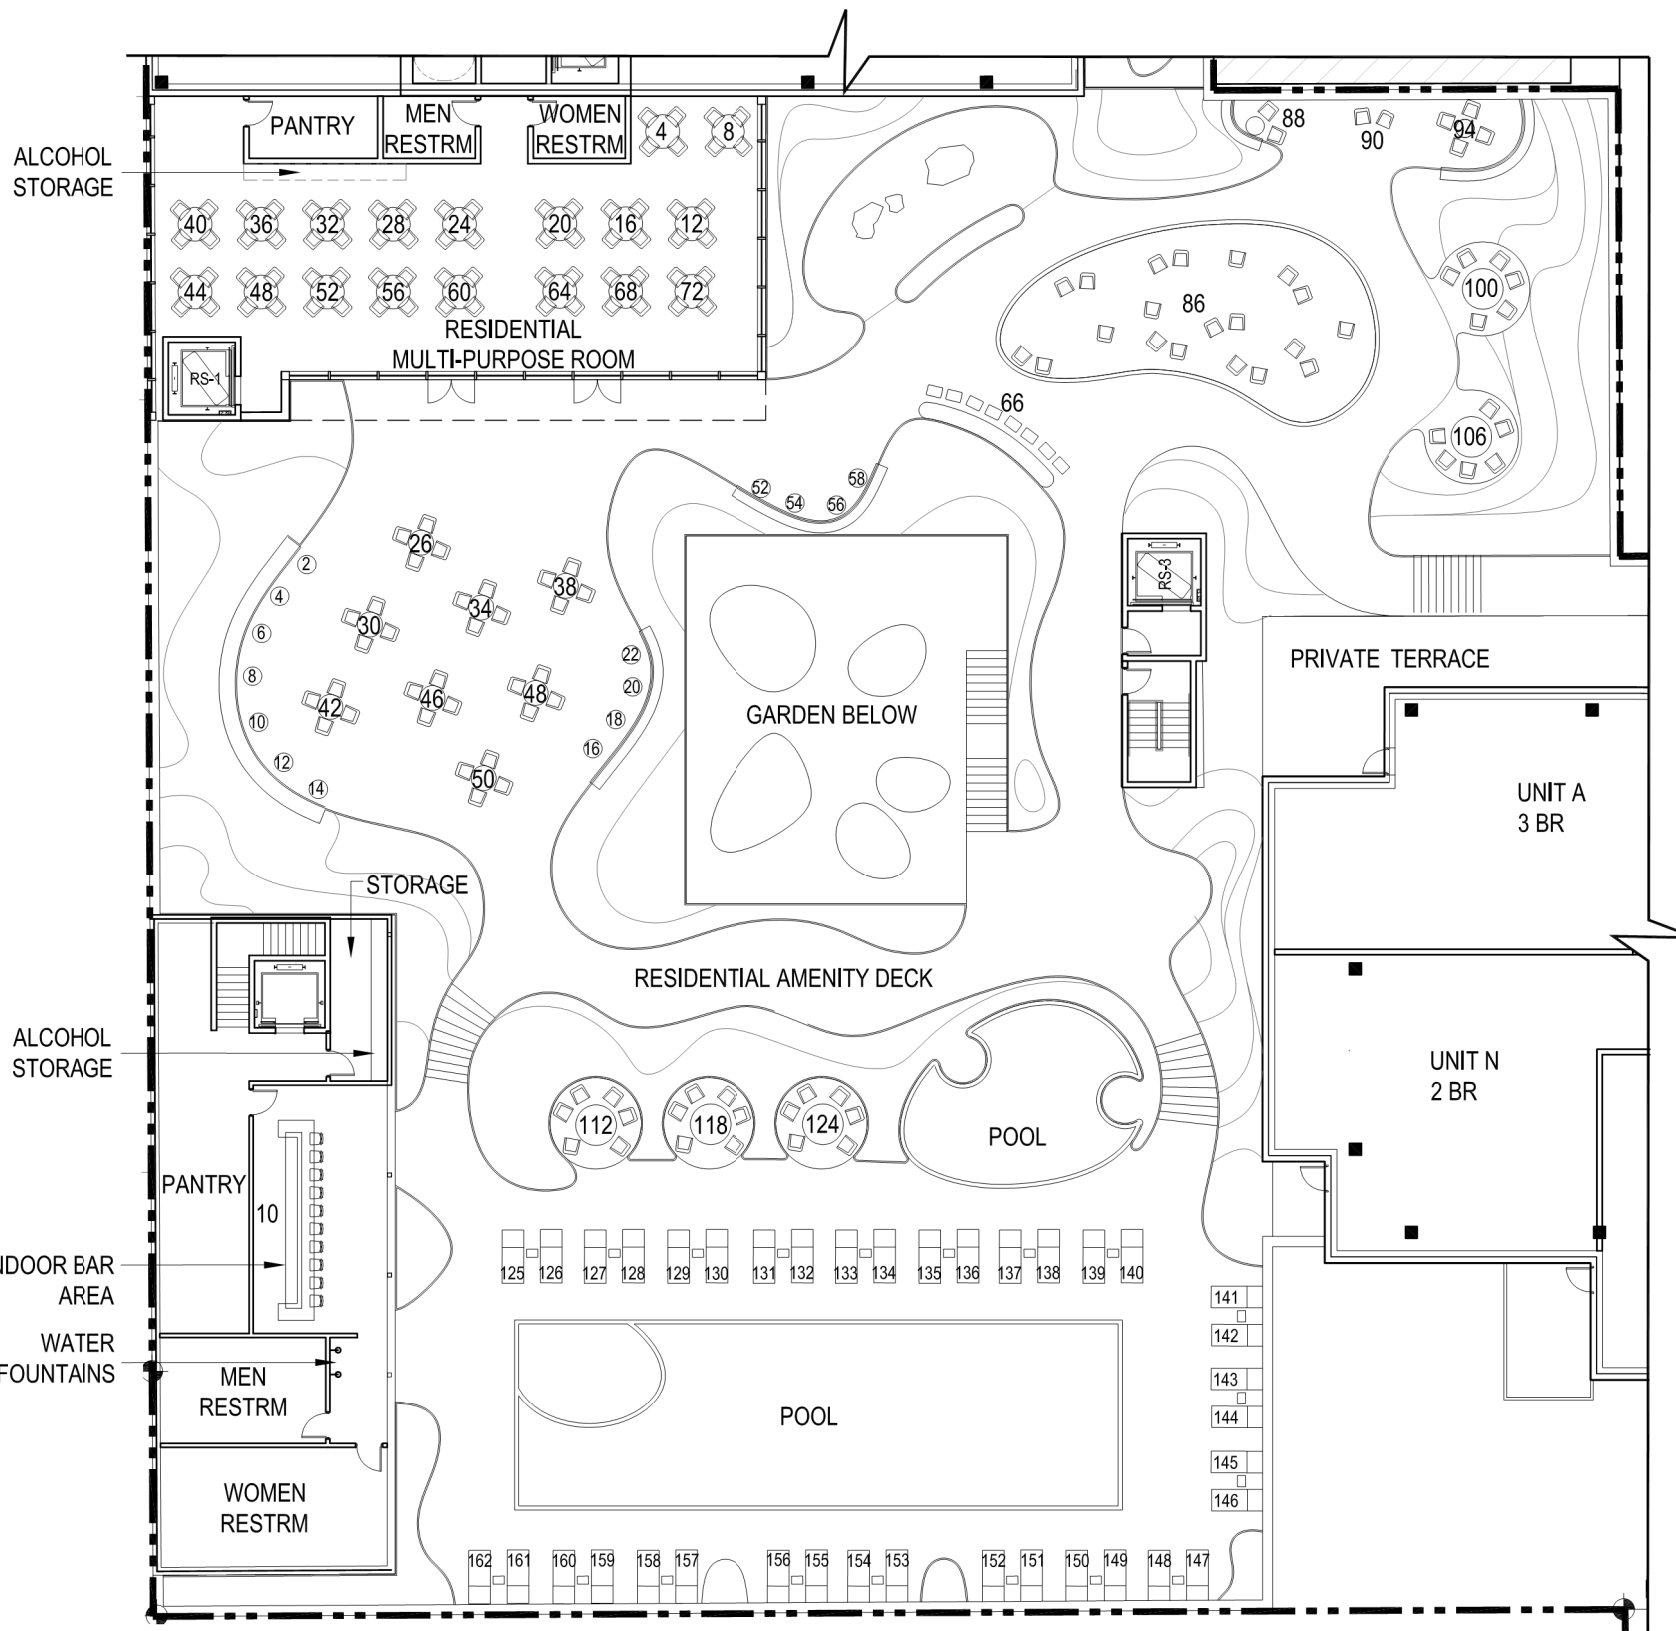 PANTRY
MEN
RESTRM
WOMEN
RESTRM
4
8
88
90
94
ALCOHOL
STORAGE
40
36
32
28
24
20
16
12
44
48
52
56
60
64
68
72
RESIDENTIAL
MULTI-PURPOSE ROOM
RS-1
86
100
66
106
52
54
56
58
2
4
6
8
10
12
14
26
38
34
30
42
46
48
50
22
20
18
16
GARDEN BELOW
RS-3
PRIVATE TERRACE
UNIT A
3 BR
STORAGE
RESIDENTIAL AMENITY DECK
ALCOHOL
STORAGE
UNIT N
2 BR
112
118
124
POOL
PANTRY
10
NDOOR BAR
AREA
WATER
FOUNTAINS
MEN
RESTRM
WOMEN
RESTRM
125 126 127 128 129 130 131 132 133 134 135 136 137 138 139 140
141
142
143
144
145
146
POOL
162 161 160 159 158 157 156 155 154 153 152 151 150 149 148 147